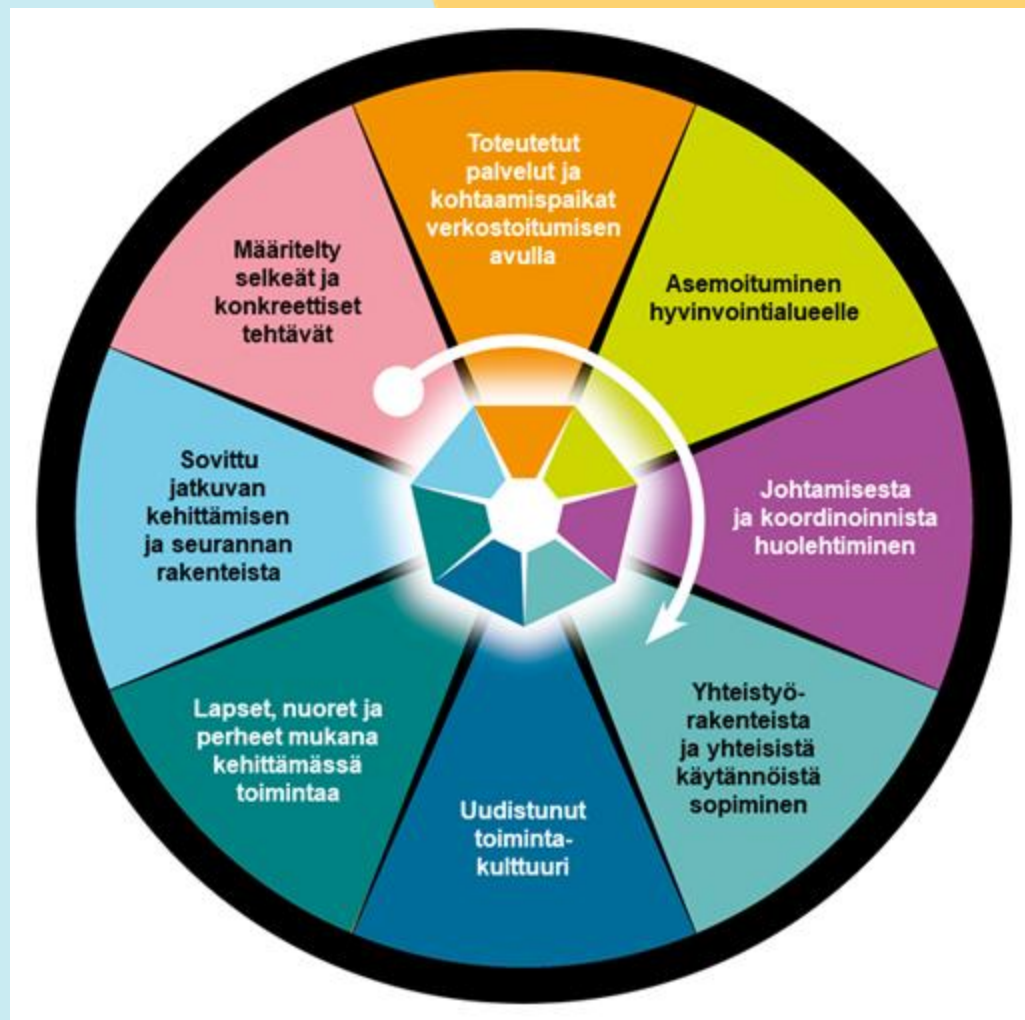 Toteutetut
palvelut ja
kohtaamispaikat
verkostoitumisen
avulla
Asemoituminen
hyvinvointialueelle
Johtamisesta
ja koordinoinnista
huolehtiminen
Yhteistyö-
rakenteista
ja yhteisistä
käytännöistä
sopiminen
Uudistunut
toiminta-
kulttuuri
Lapset, nuoret ja
perheet mukana
kehittämässä
toimintaa
Sovittu
jatkuvan
kehittämisen
ja seurannan
rakenteista
Määritelty
selkeät ja
konkreettiset
tehtävät